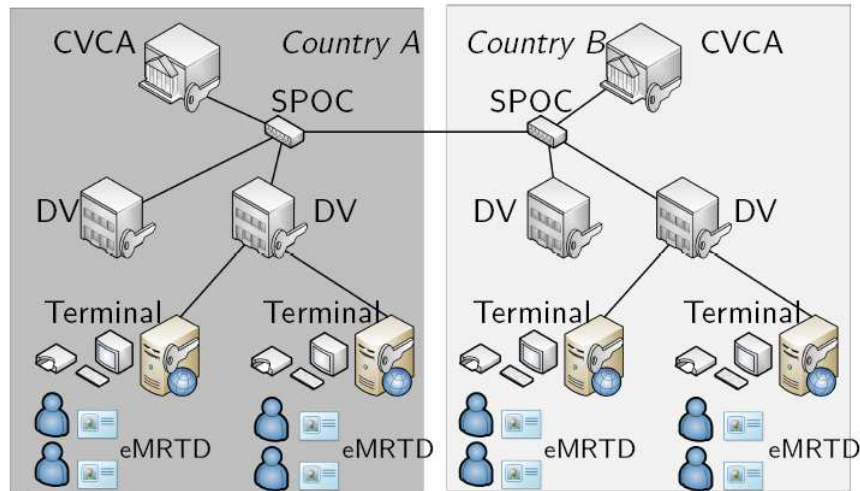 CVCA
Country A
Country B
CVCA
SPOC
SPOC
DV
DV
DV
DV
Terminal
Terminal
Terminal
Terminal
eMRTD
eMRTD
eMRTD
eMRTD